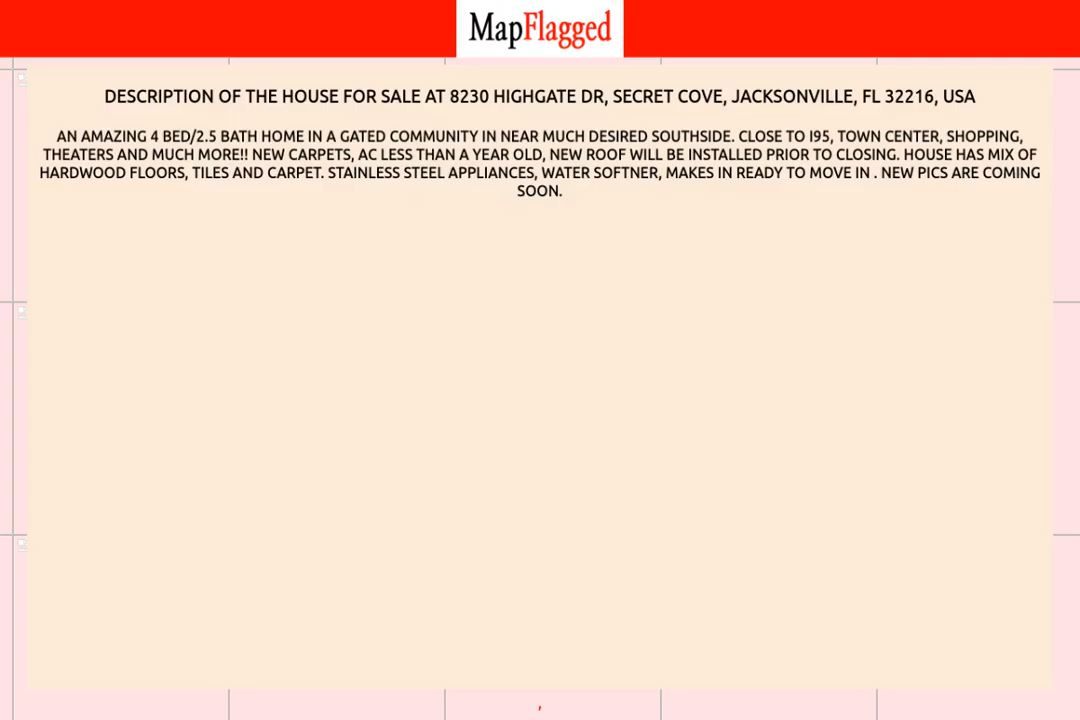 MapFlagged
DESCRIPTION OF THE HOUSE FOR SALE AT 8230 HIGHGATE DR, SECRET COVE, JACKSONVILLE, FL 32216, USA
AN AMAZING 4 BED/2.5 BATH HOME IN A GATED COMMUNITY IN NEAR MUCH DESIRED SOUTHSIDE. CLOSE TO I95, TOWN CENTER, SHOPPING,
THEATERS AND MUCH MORE!! NEW CARPETS, AC LESS THAN A YEAR OLD, NEW ROOF WILL BE INSTALLED PRIOR TO CLOSING. HOUSE HAS MIX OF
HARDWOOD FLOORS, TILES AND CARPET. STAINLESS STEEL APPLIANCES, WATER SOFTNER, MAKES IN READY TO MOVE IN . NEW PICS ARE COMING
SOON.
,